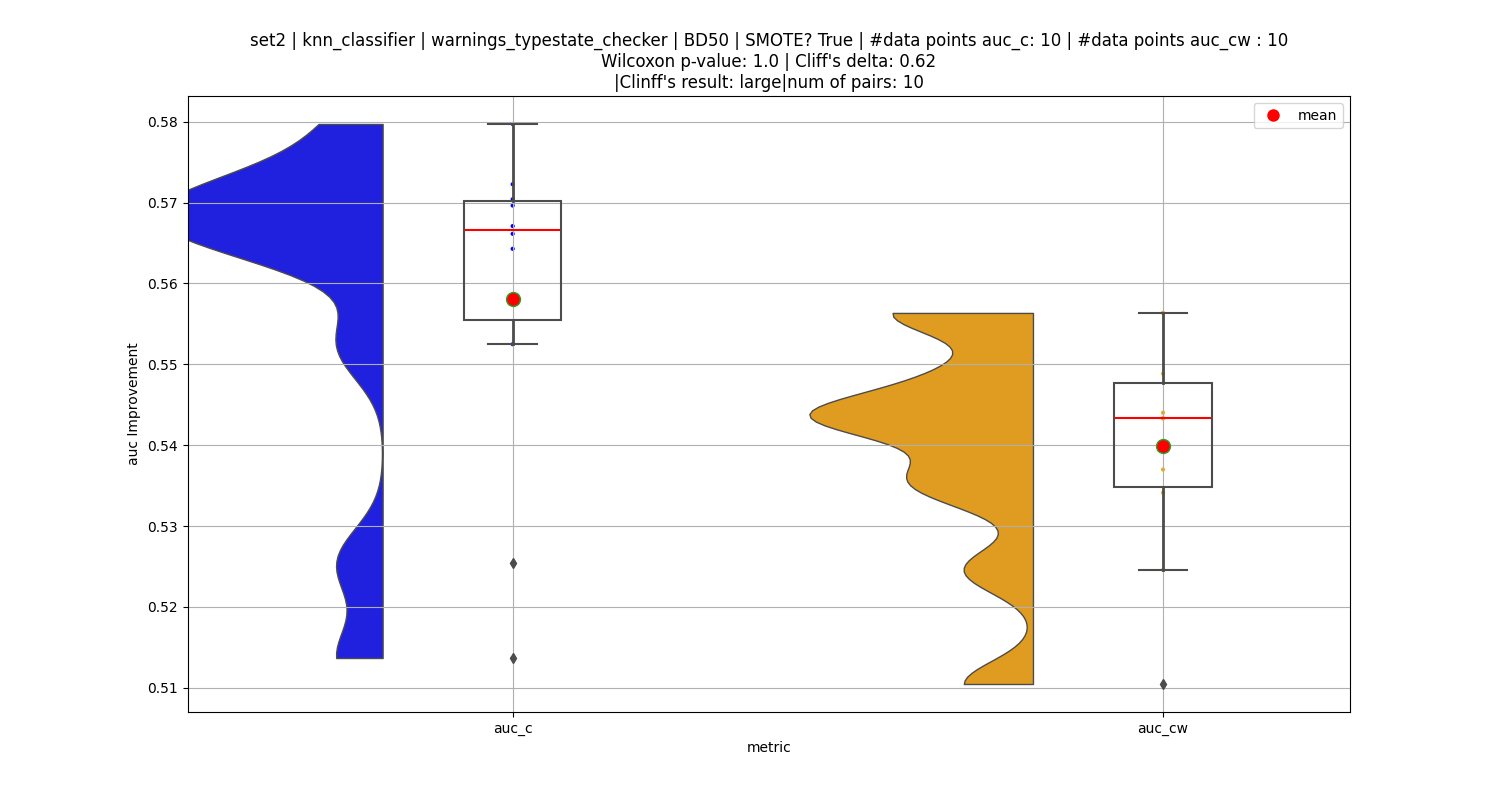 set2 | knn_classifier | warnings_typestate_checker | BD50 | SMOTE? True | #data points auc_c: 10 | #data points auc_cw : 10
Wilcoxon p-value: 1.0 | Cliff's delta: 0.62
|Clinff's result: large|num of pairs: 10
mean
0.58
0.57
0.56
0.55
0.54
0.53
0.52
0.51
auc Improvement
auc_c
auc_cw
metric